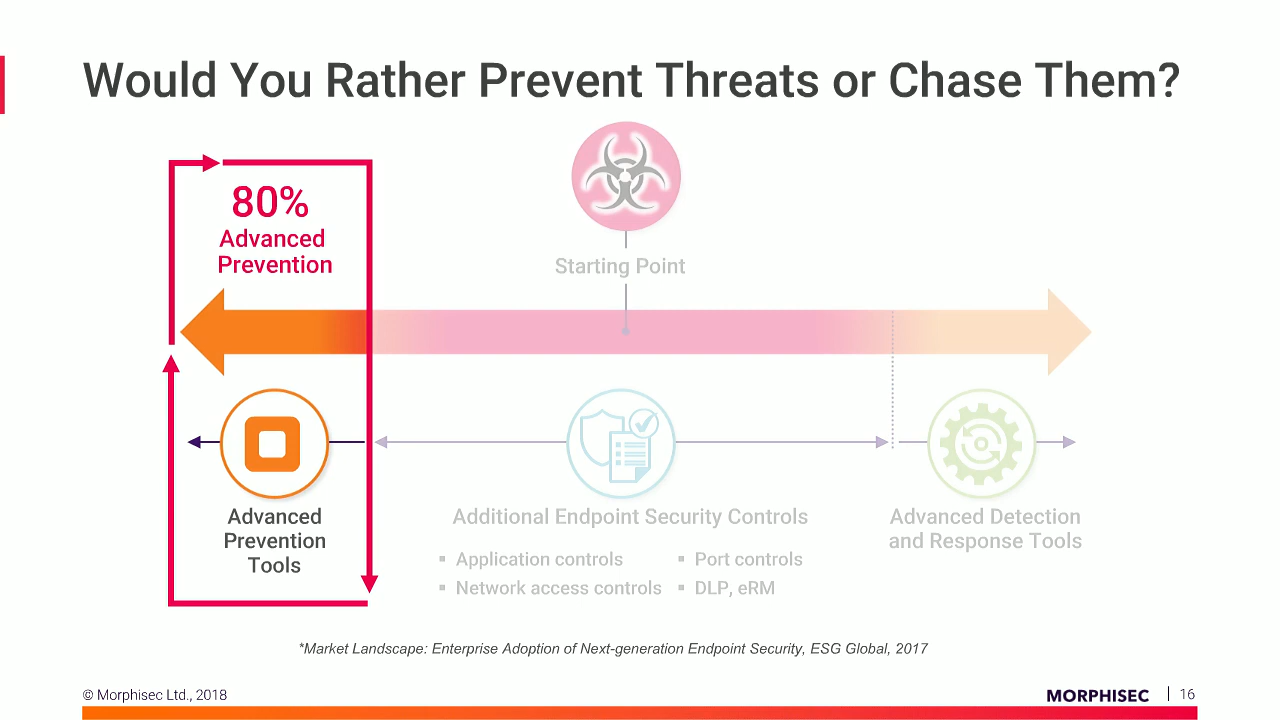 Would You Rather Prevent Threats or Chase Them?
80%
Advanced
Prevention
Starting Point
Advanced
Prevention
Tools
Additional Endpoint Security Controls
▪ Application controls
▪ Network access controls
▪ Port controls
▪ DLP, eRM
Advanced Detection
and Response Tools
*Market Landscape: Enterprise Adoption of Next-generation Endpoint Security, ESG Global, 2017
© Morphisec Ltd., 2018
MORPHISEC | 16